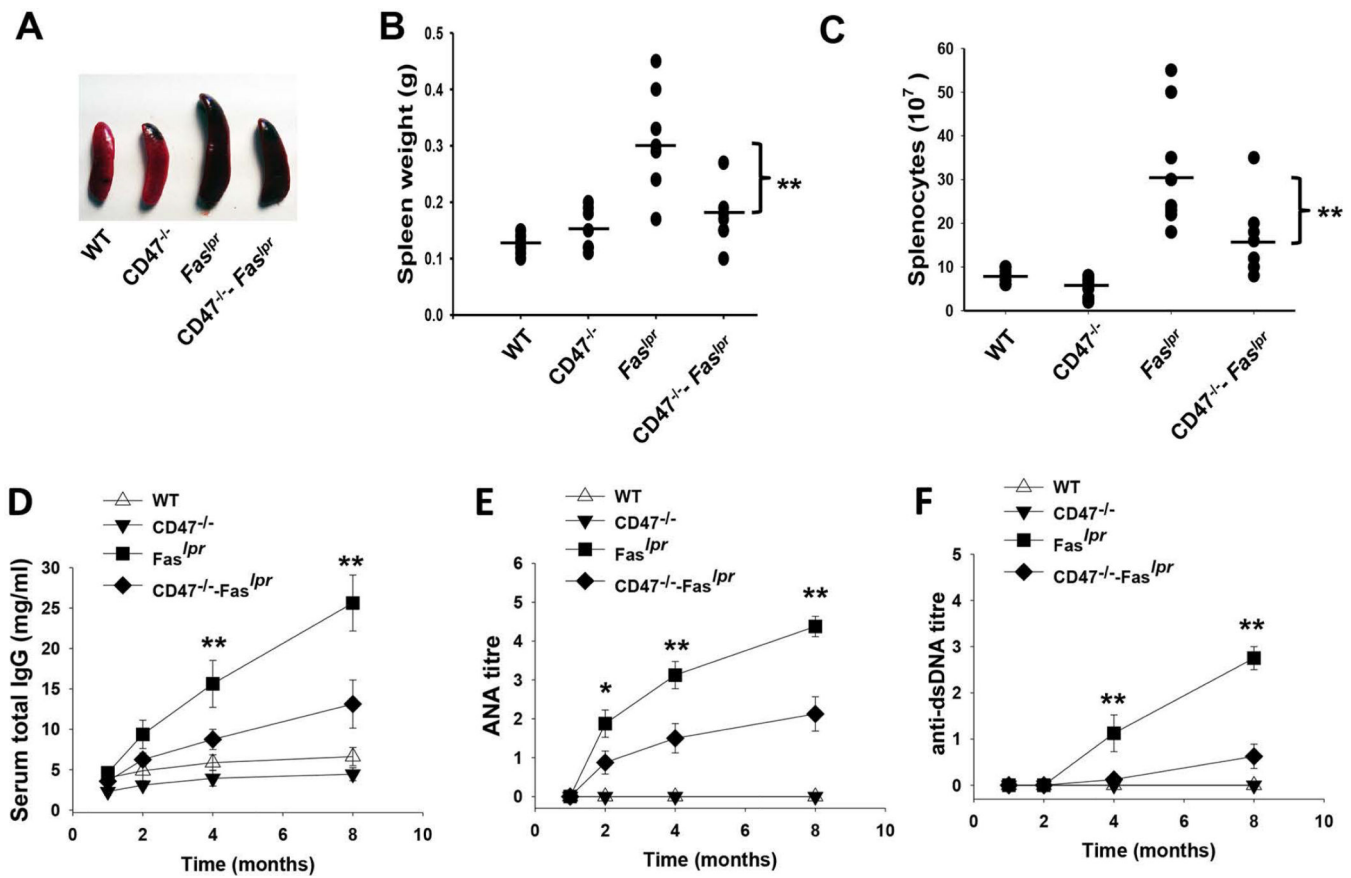 A
WT
CD47-/-
Faslpr
CD47-/-- Faslpr
B
Spleen weight (g)
0.5
0.4
0.3
0.2
0.1
0.0
**
WT
CD47-/-
Faslpr
CD47-/-- Faslpr
C
Splenocytes (10^7)
60
50
40
30
20
10
0
**
WT
CD47-/-
Faslpr
CD47-/-- Faslpr
D
WT
CD47-/-
Faslpr
CD47-/--Faslpr
Serum total IgG (mg/ml)
30
25
20
15
10
5
0
**
**
0 2 4 6 8 10
Time (months)
E
WT
CD47-/-
Faslpr
CD47-/--Faslpr
ANA titre
6
5
4
3
2
1
0
*
**
**
0 2 4 6 8 10
Time (months)
F
WT
CD47-/-
Faslpr
CD47-/--Faslpr
anti-dsDNA titre
5
4
3
2
1
0
**
**
0 2 4 6 8 10
Time (months)